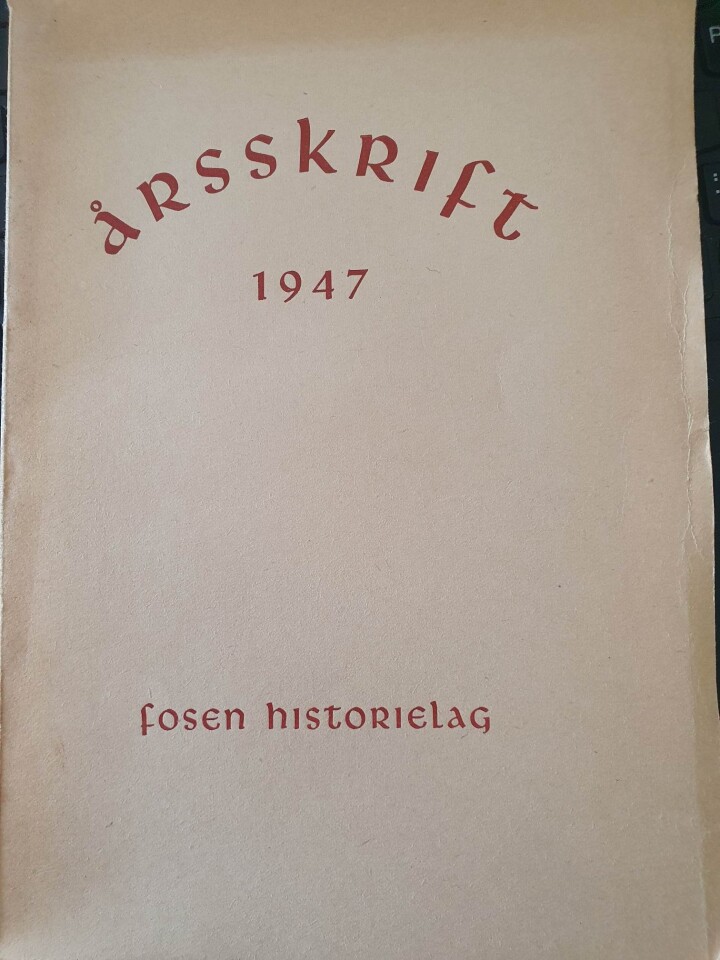 årsskrift
1947
fosen historielag